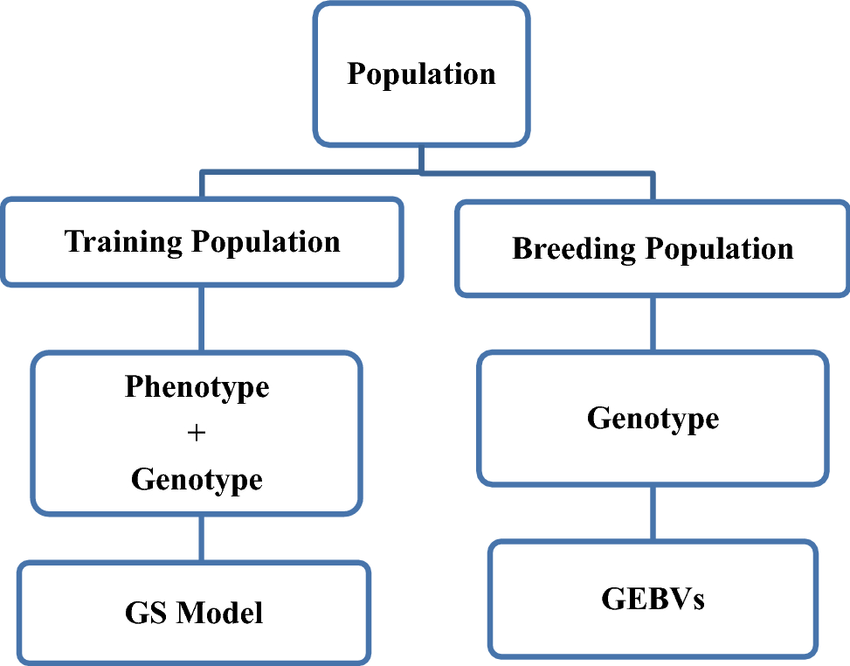 Population
Training Population
Breeding Population
Phenotype
+
Genotype
Genotype
GS Model
GEBVs